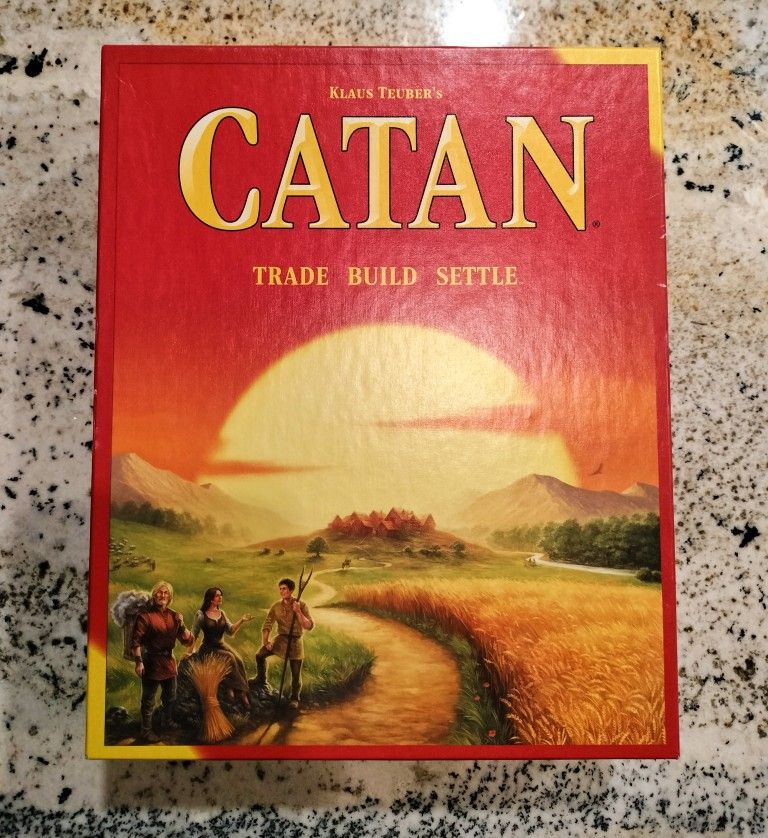 Klaus Teuber's
CATAN®
TRADE BUILD SETTLE